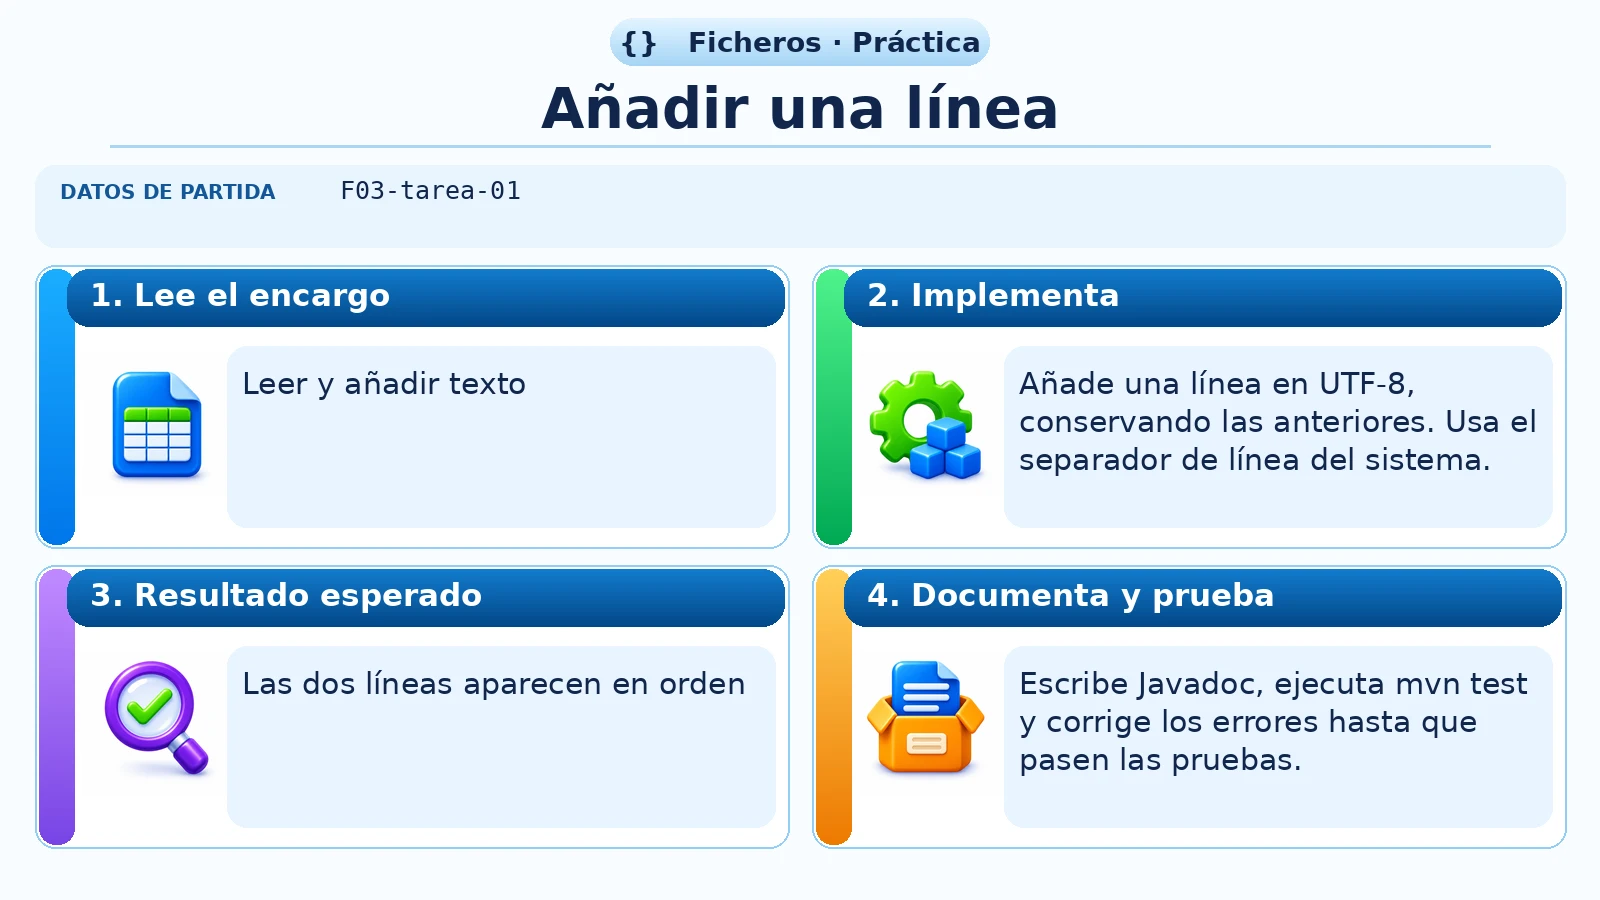 {} Ficheros · Práctica
Añadir una línea
DATOS DE PARTIDA F03-tarea-01
1. Lee el encargo
Leer y añadir texto
2. Implementa
Añade una línea en UTF-8,
conservando las anteriores. Usa el
separador de línea del sistema.
3. Resultado esperado
Las dos líneas aparecen en orden
4. Documenta y prueba
Escribe Javadoc, ejecuta mvn test
y corrige los errores hasta que
pasen las pruebas.